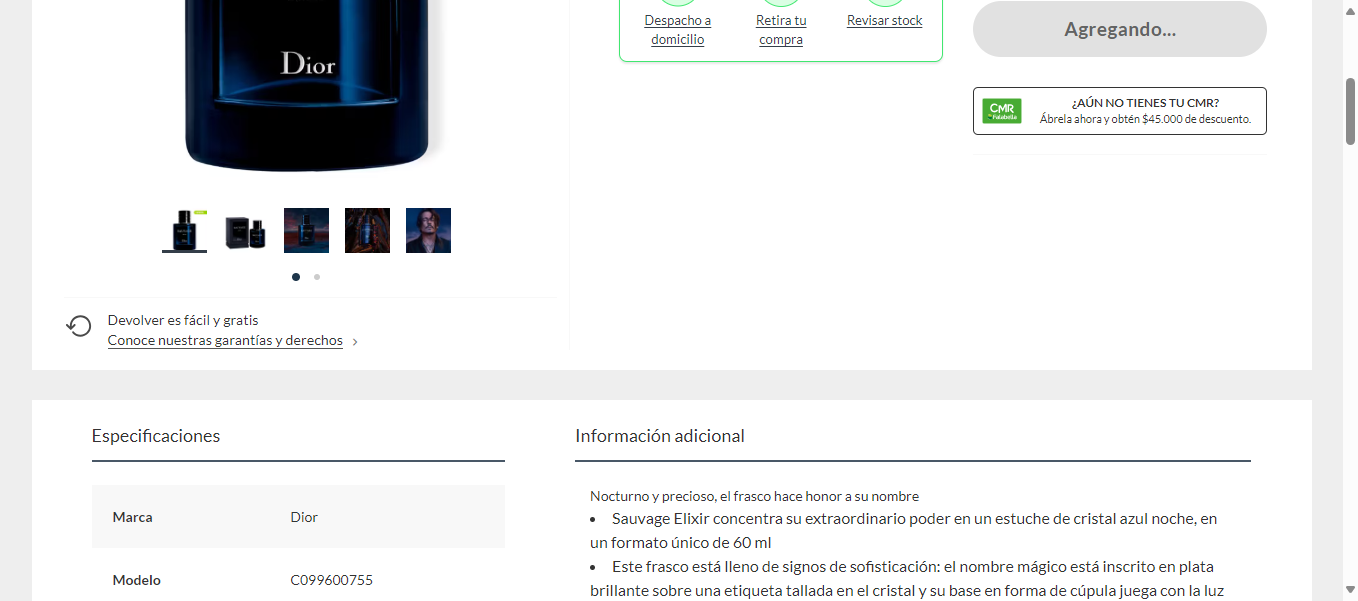 Dior
Despacho a
domicilio
Retira tu
compra
Revisar stock
Agregando...
CMR
Falabella
¿AÚN NO TIENES TU CMR?
Ábrela ahora y obtén $45.000 de descuento.
Devolver es fácil y gratis
Conoce nuestras garantías y derechos
Especificaciones
Marca Dior
Modelo C099600755
Información adicional
Nocturno y precioso, el frasco hace honor a su nombre
• Sauvage Elixir concentra su extraordinario poder en un estuche de cristal azul noche, en
un formato único de 60 ml
• Este frasco está lleno de signos de sofisticación: el nombre mágico está inscrito en plata
brillante sobre una etiqueta tallada en el cristal y su base en forma de cúpula juega con la luz